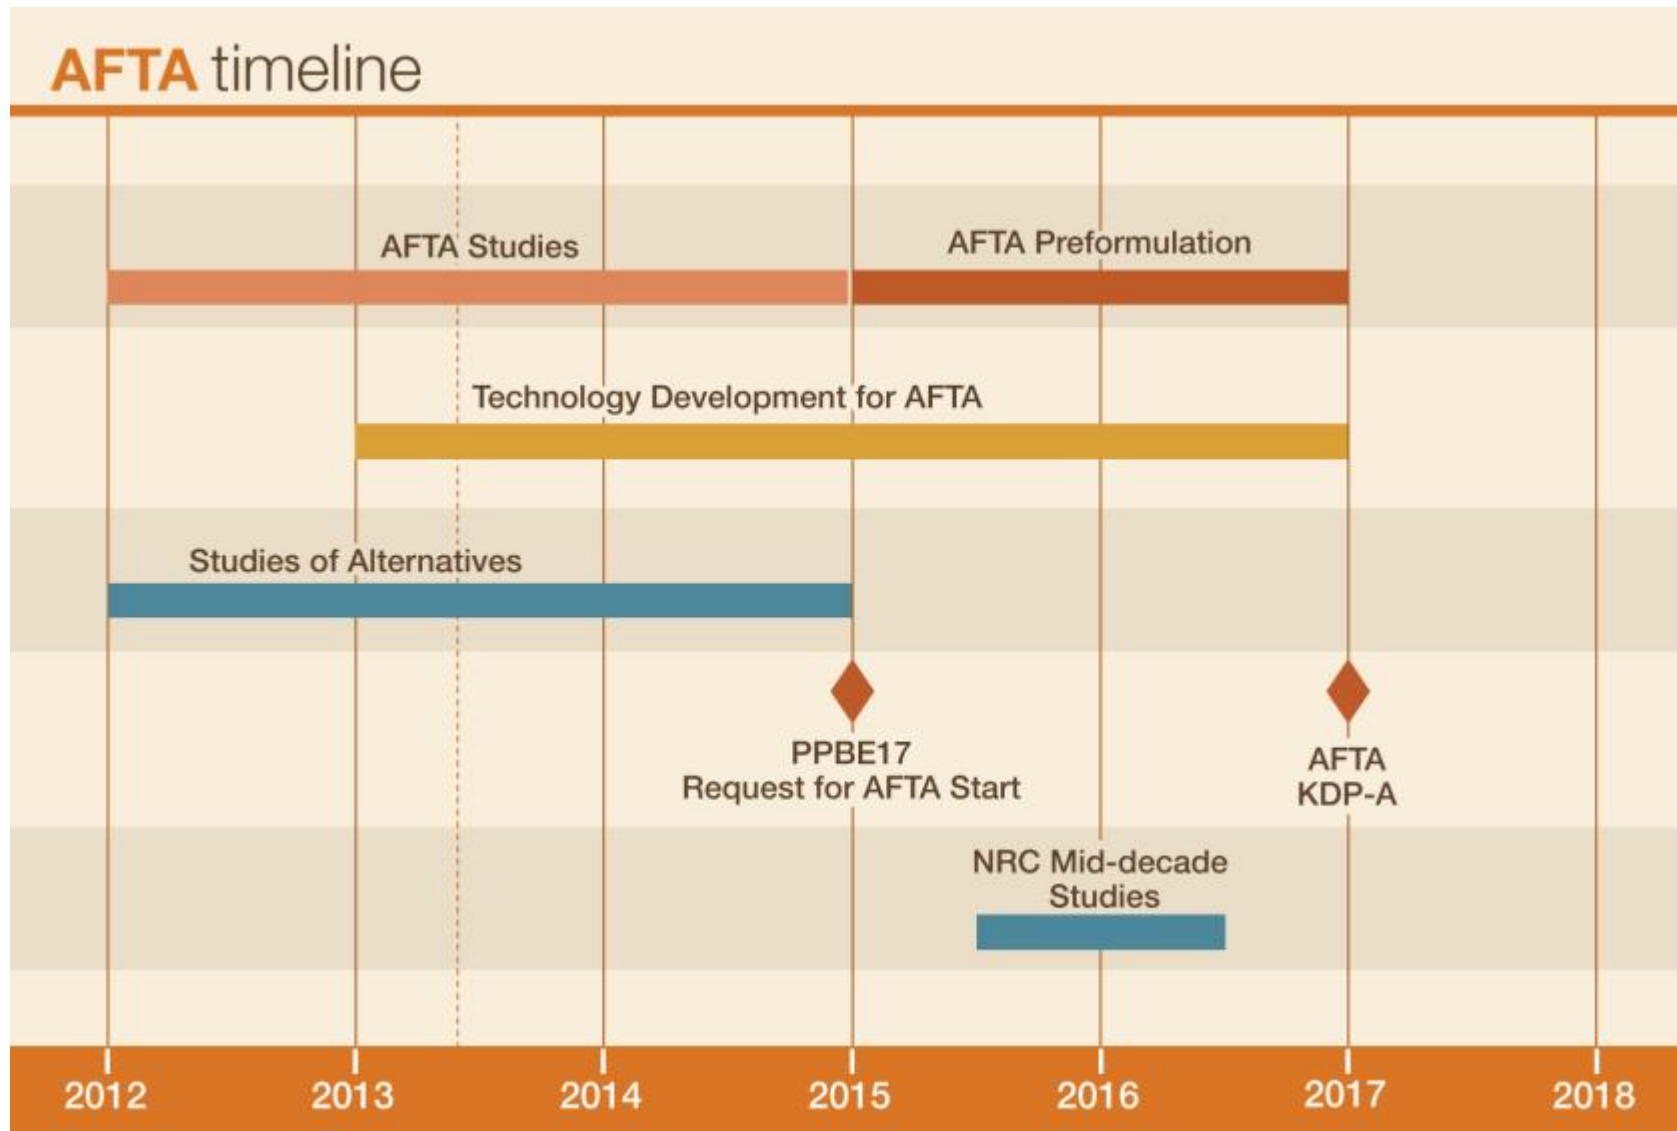 AFTA timeline
AFTA Studies
AFTA Preformulation
Technology Development for AFTA
Studies of Alternatives
PPBE17
Request for AFTA Start
AFTA
KDP-A
NRC Mid-decade
Studies
2012 2013 2014 2015 2016 2017 2018